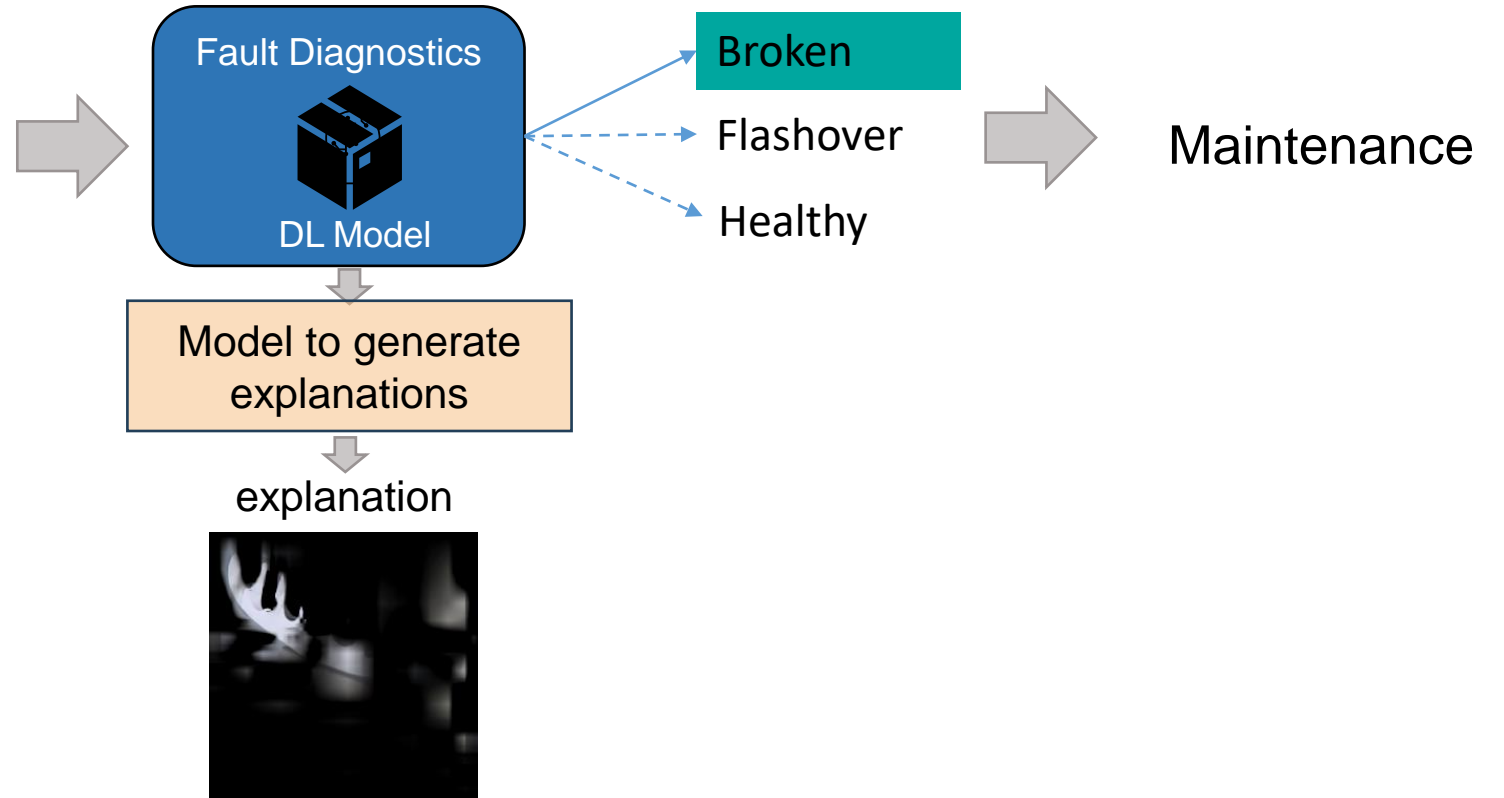 Fault Diagnostics
DL Model
Broken
Flashover
Healthy
Maintenance
Model to generate
explanations
explanation